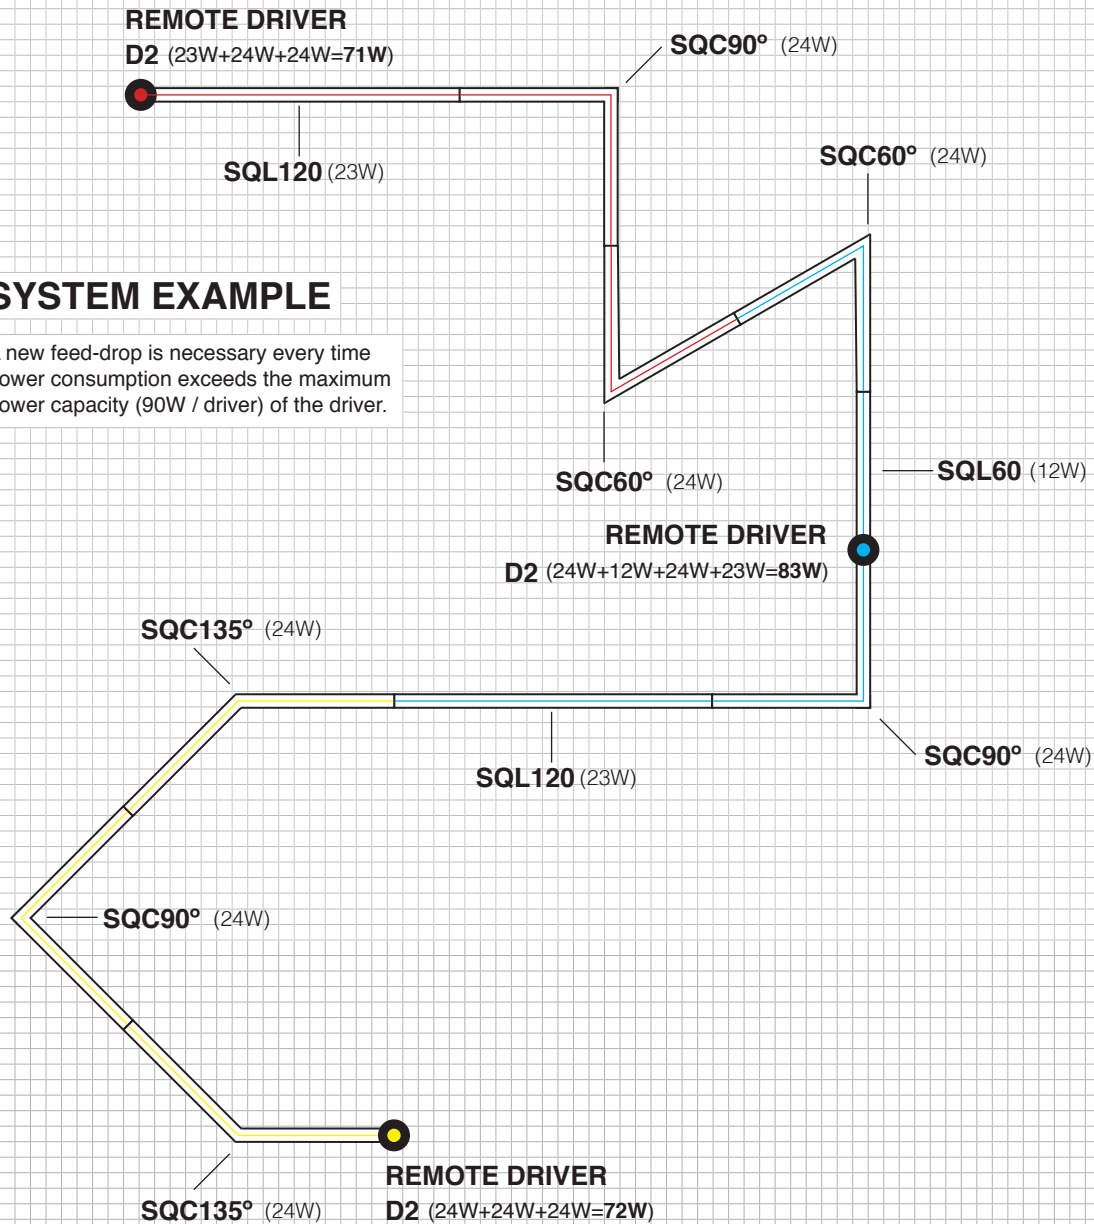 REMOTE DRIVER
D2 (23W+24W+24W=71W)
SQC90º (24W)
SQL120 (23W)
SQC60º (24W)
SYSTEM EXAMPLE
new feed-drop is necessary every time
ower consumption exceeds the maximum
ower capacity (90W / driver) of the driver.
SQC60º (24W)
SQL60 (12W)
REMOTE DRIVER
D2 (24W+12W+24W+23W=83W)
SQC135º (24W)
SQL120 (23W)
SQC90º (24W)
SQC90º (24W)
SQC135º (24W)
REMOTE DRIVER
D2 (24W+24W+24W=72W)